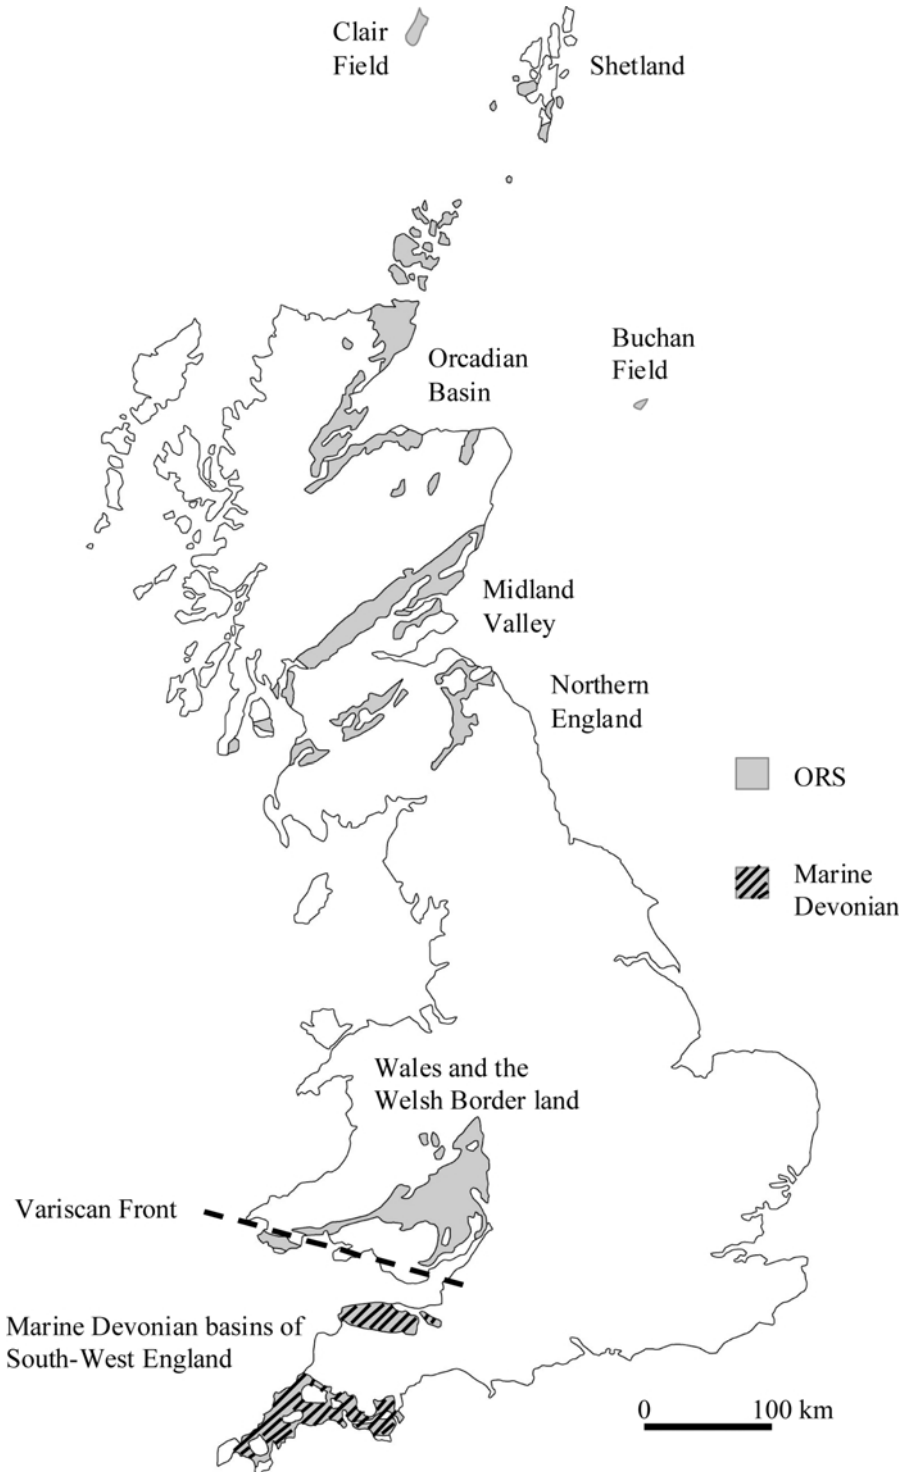 Clair
Field
Shetland
Buchan
Field
Orcadian
Basin
Midland
Valley
Northern
England
ORS
Marine
Devonian
Wales and the
Welsh Border land
Variscan Front
Marine Devonian basins of
South-West England
0 100 km